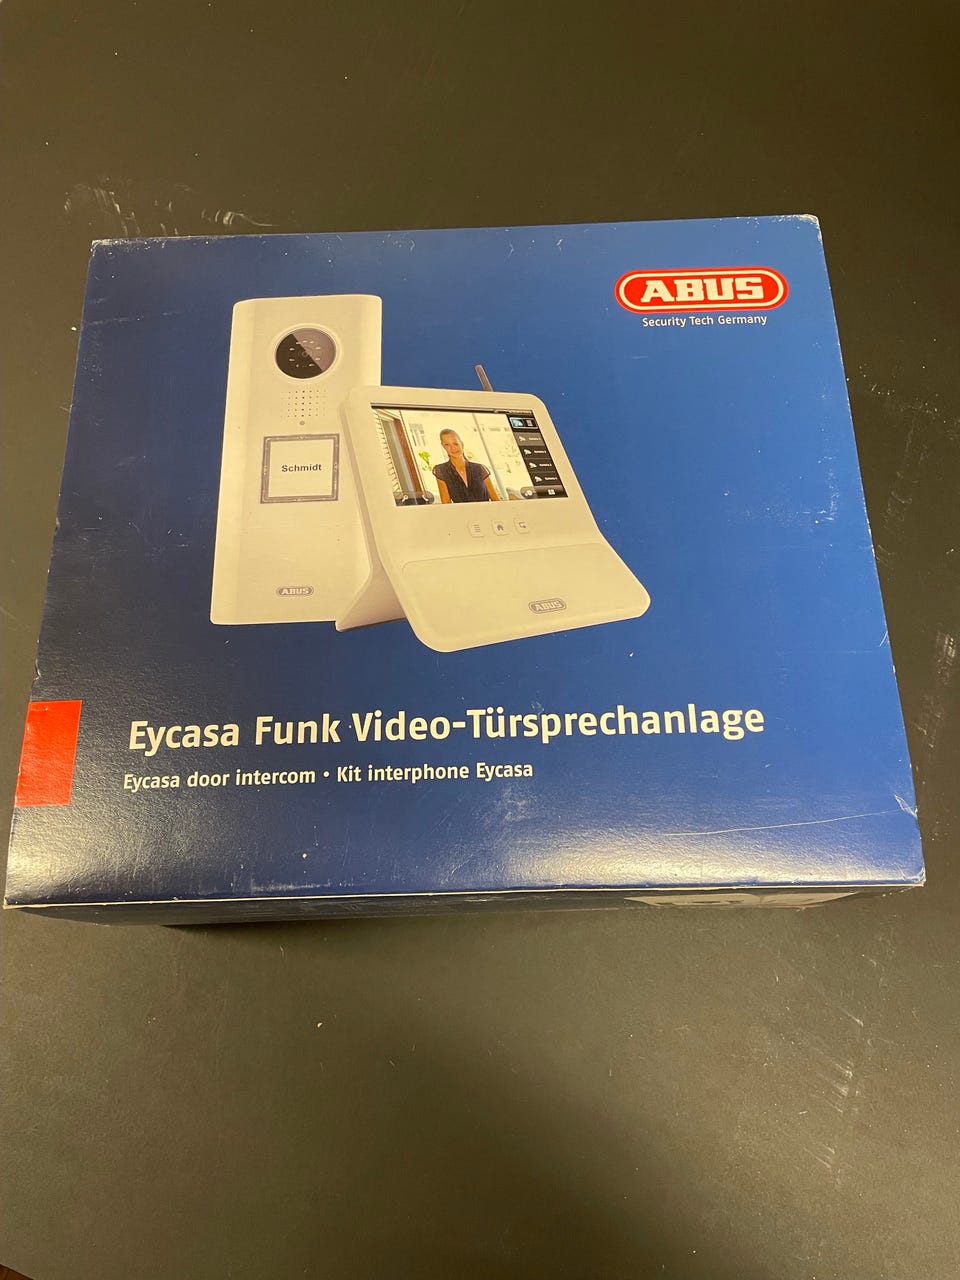 ABUS
Security Tech Germany
Schmidt
ABUS
ABUS
Eycasa Funk Video-Türsprechanlage
Eycasa door intercom • Kit interphone Eycasa